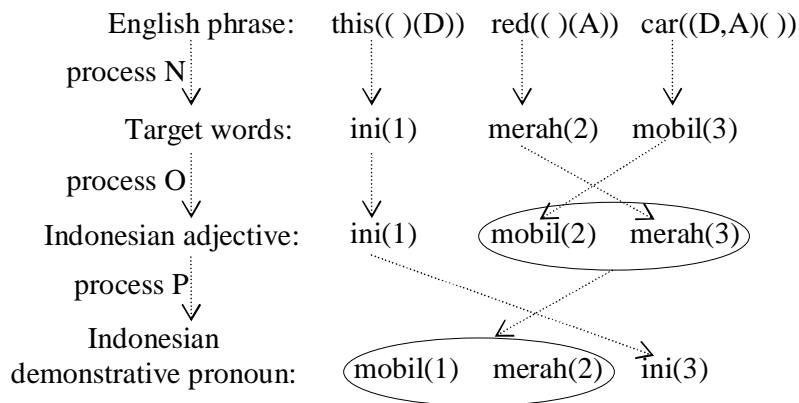 English phrase: this(( )(D)) red(( )(A)) car((D,A)( ))
process N
Target words: ini(1) merah(2) mobil(3)
process O
Indonesian adjective: ini(1) mobil(2) merah(3)
process P
Indonesian
demonstrative pronoun: mobil(1) merah(2) ini(3)